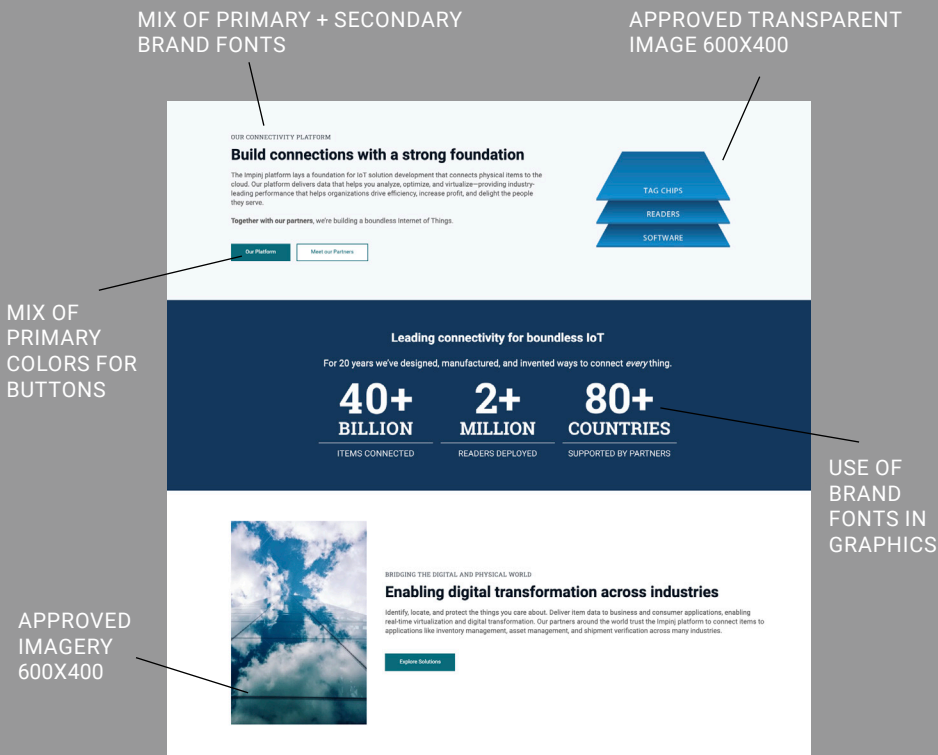 MIX OF PRIMARY + SECONDARY
BRAND FONTS
APPROVED TRANSPARENT
IMAGE 600X400
OUR CONNECTIVITY PLATFORM
Build connections with a strong foundation
The Impinj platform lays a foundation for IoT solution development that connects physical items to the
cloud. Our platform delivers data that helps you analyze, optimize, and virtualize—providing industry-
leading performance that helps organizations drive efficiency, increase profit, and delight the people
they serve.
Together with our partners, we're building a boundless Internet of Things.
Our Platform
Meet our Partners
TAG CHIPS
READERS
SOFTWARE
MIX OF
PRIMARY
COLORS FOR
BUTTONS
Leading connectivity for boundless IoT
For 20 years we've designed, manufactured, and invented ways to connect every thing.
40+
BILLION
ITEMS CONNECTED
2+
MILLION
READERS DEPLOYED
80+
COUNTRIES
SUPPORTED BY PARTNERS
USE OF
BRAND
FONTS IN
GRAPHICS
BRIDGING THE DIGITAL AND PHYSICAL WORLD
Enabling digital transformation across industries
Identify, locate, and protect the things you care about. Deliver item data to business and consumer applications, enabling
real-time virtualization and digital transformation. Our partners around the world trust the Impinj platform to connect items to
applications like inventory management, asset management, and shipment verification across many industries.
Explore Solutions
APPROVED
IMAGERY
600X400